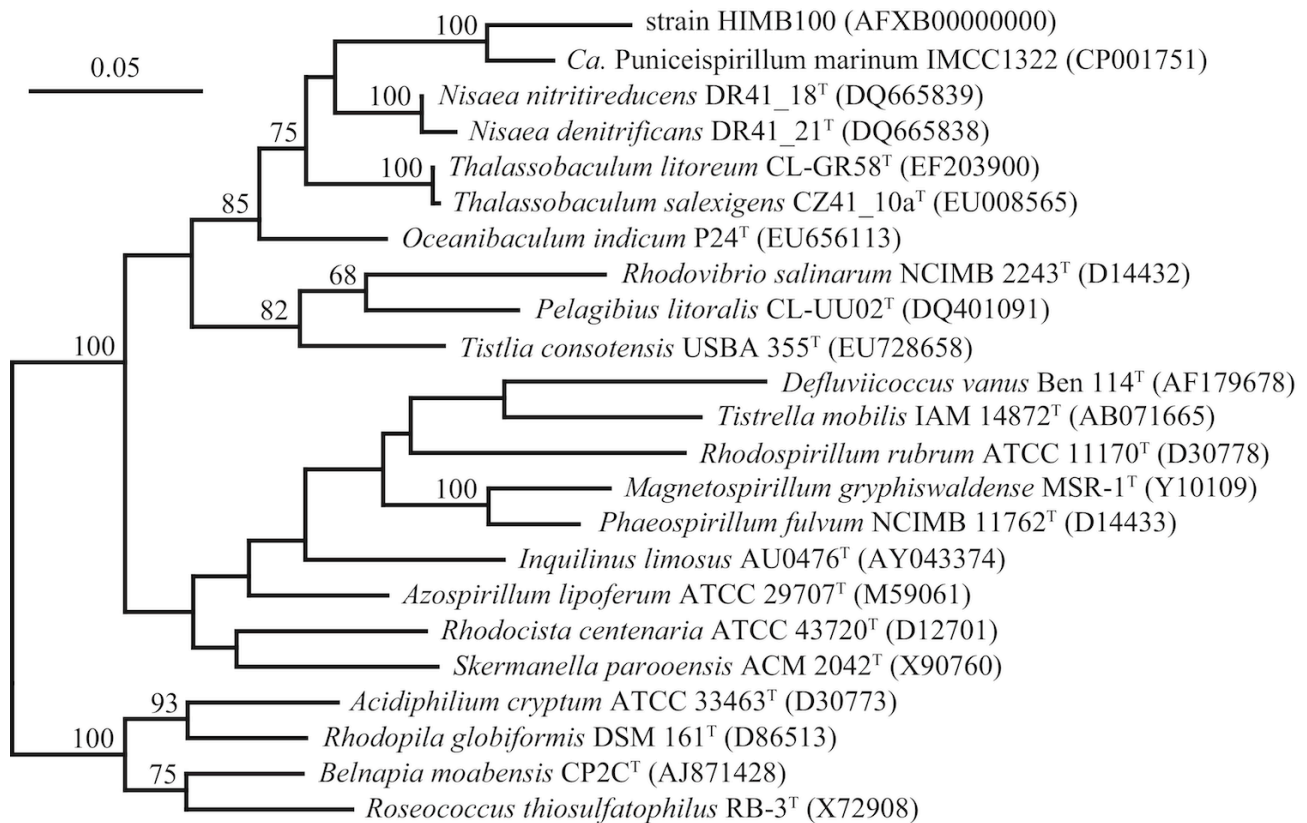 100 strain HIMB100 (AFXB00000000)
0.05
Ca. Puniceispirillum marinum IMCC1322 (CP001751)
100 Nisaea nitritireducens DR41_18ᵀ (DQ665839)
75 Nisaea denitrificans DR41_21ᵀ (DQ665838)
100 Thalassobaculum litoreum CL-GR58ᵀ (EF203900)
85 Thalassobaculum salexigens CZ41_10aᵀ (EU008565)
Oceanibaculum indicum P24ᵀ (EU656113)
68 Rhodovibrio salinarum NCIMB 2243ᵀ (D14432)
82 Pelagibius litoralis CL-UU02ᵀ (DQ401091)
100 Tistlia consotensis USBA 355ᵀ (EU728658)
Defluviicoccus vanus Ben 114ᵀ (AF179678)
Tistrella mobilis IAM 14872ᵀ (AB071665)
Rhodospirillum rubrum ATCC 11170ᵀ (D30778)
100 Magnetospirillum gryphiswaldense MSR-1ᵀ (Y10109)
Phaeospirillum fulvum NCIMB 11762ᵀ (D14433)
Inquilinus limosus AU0476ᵀ (AY043374)
Azospirillum lipoferum ATCC 29707ᵀ (M59061)
Rhodocista centenaria ATCC 43720ᵀ (D12701)
Skermanella parooensis ACM 2042ᵀ (X90760)
93 Acidiphilium cryptum ATCC 33463ᵀ (D30773)
100 Rhodopila globiformis DSM 161ᵀ (D86513)
75 Belnapia moabensis CP2Cᵀ (AJ871428)
Roseococcus thiosulfatophilus RB-3ᵀ (X72908)